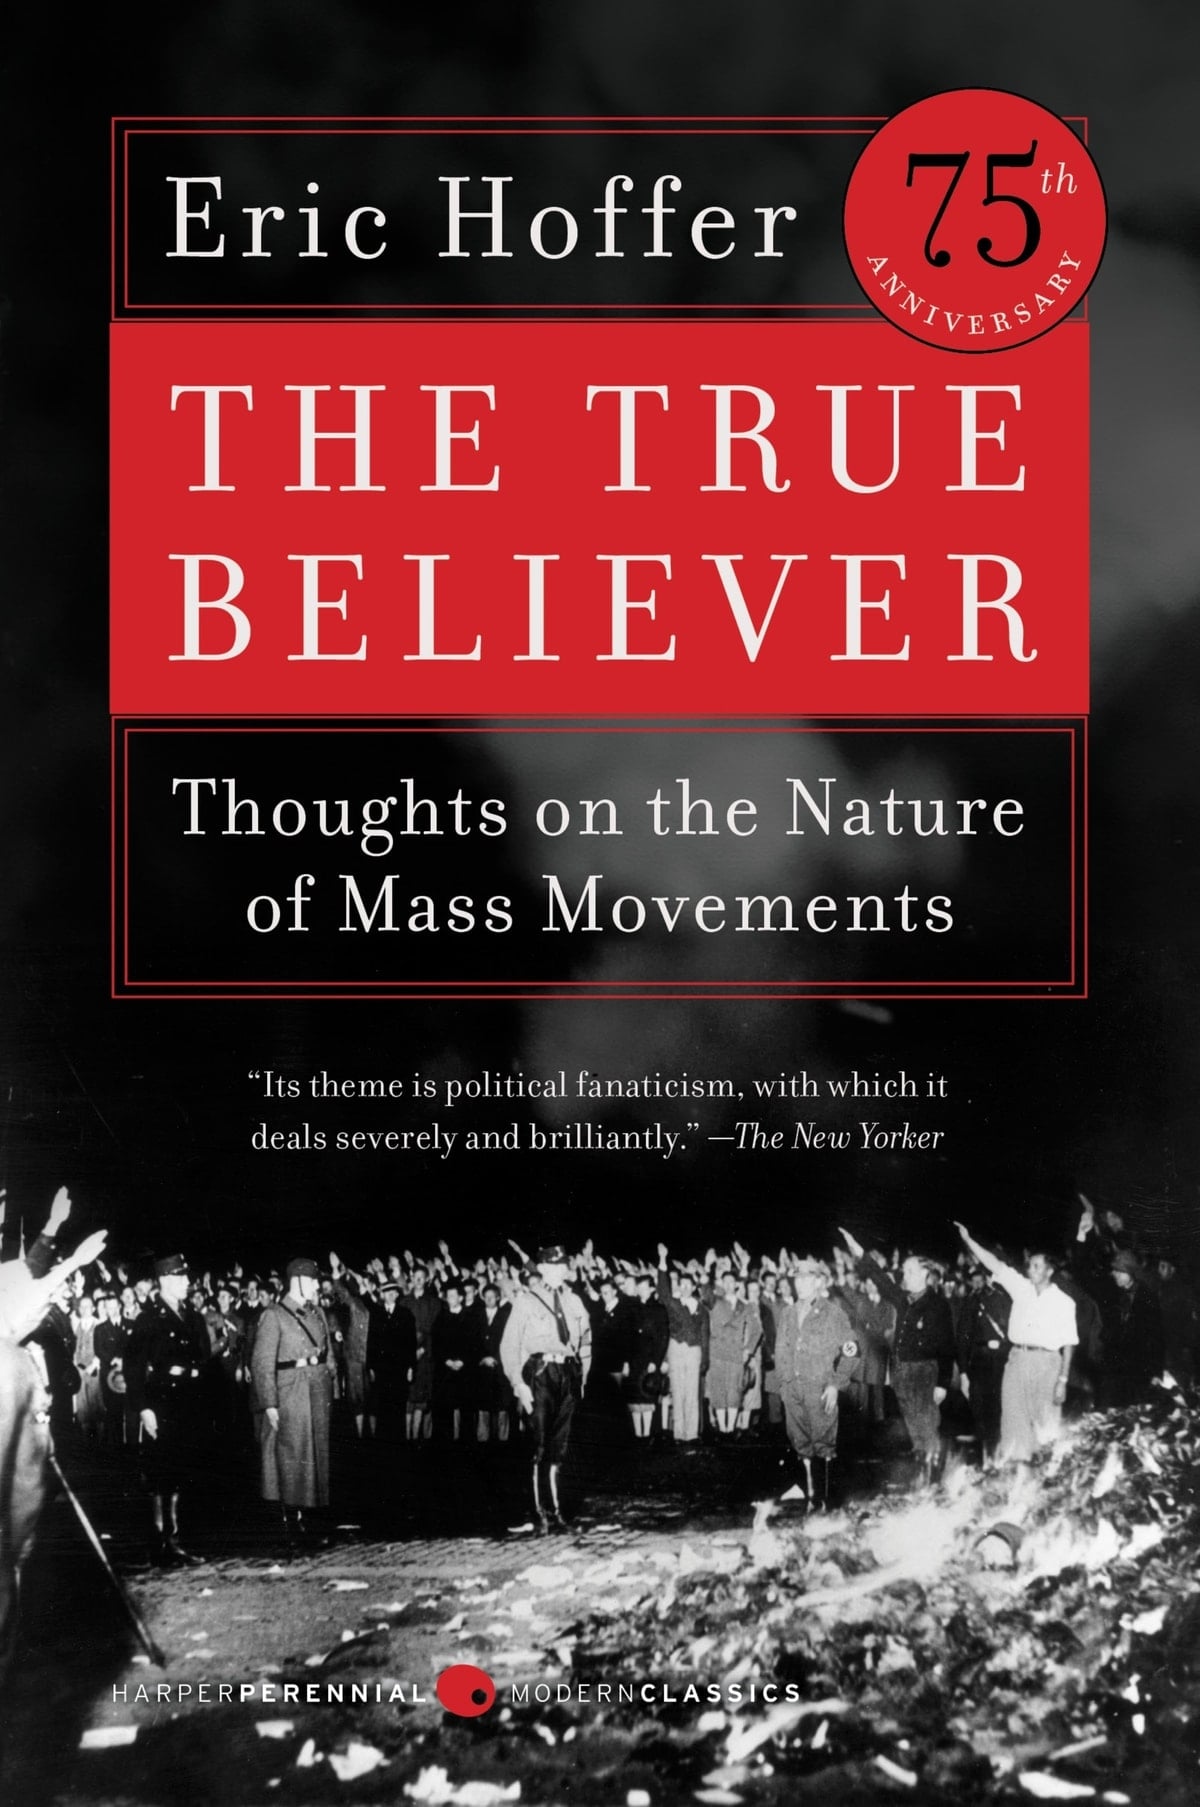 Eric Hoffer
75th
ANNIVERSARY
THE TRUE
BELIEVER
Thoughts on the Nature
of Mass Movements
“Its theme is political fanaticism, with which it
deals severely and brilliantly.” —The New Yorker
HARPERPERENNIAL MODERNCLASSICS